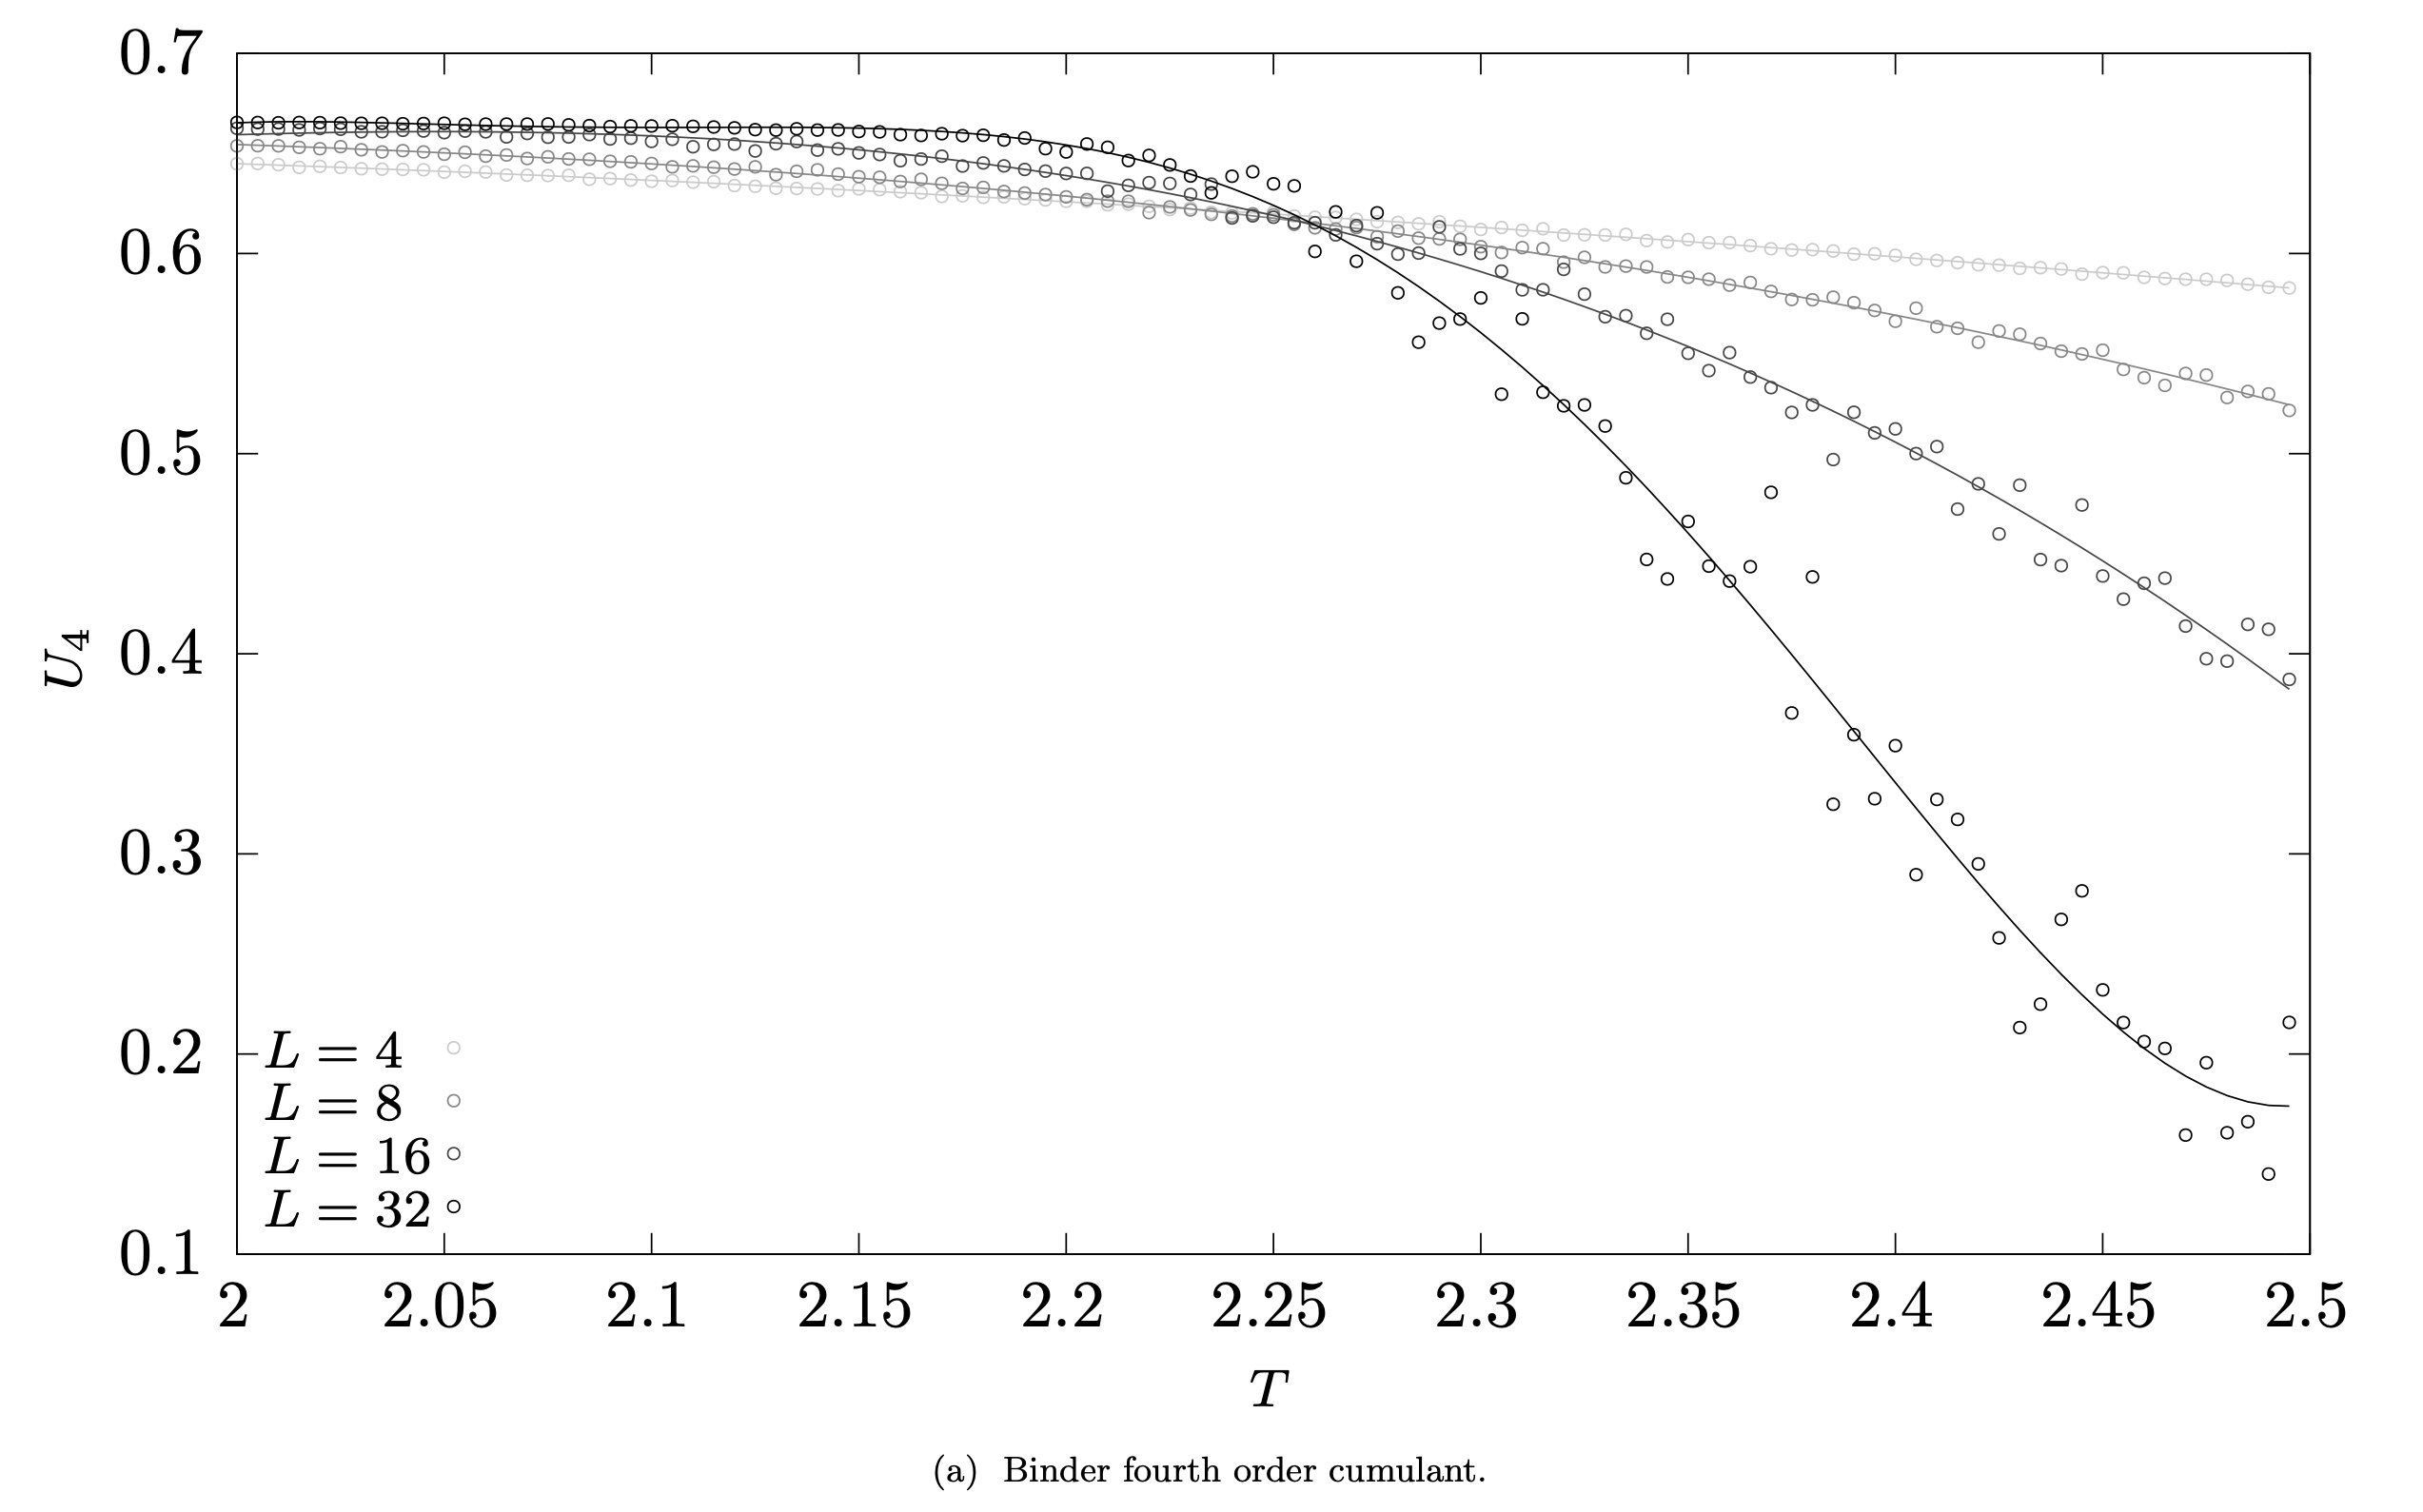 0.7
0.6
0.5
0.4
0.3
0.2
0.1
U4
L = 4
L = 8
L = 16
L = 32
2 2.05 2.1 2.15 2.2 2.25 2.3 2.35 2.4 2.45 2.5
T
(a) Binder fourth order cumulant.